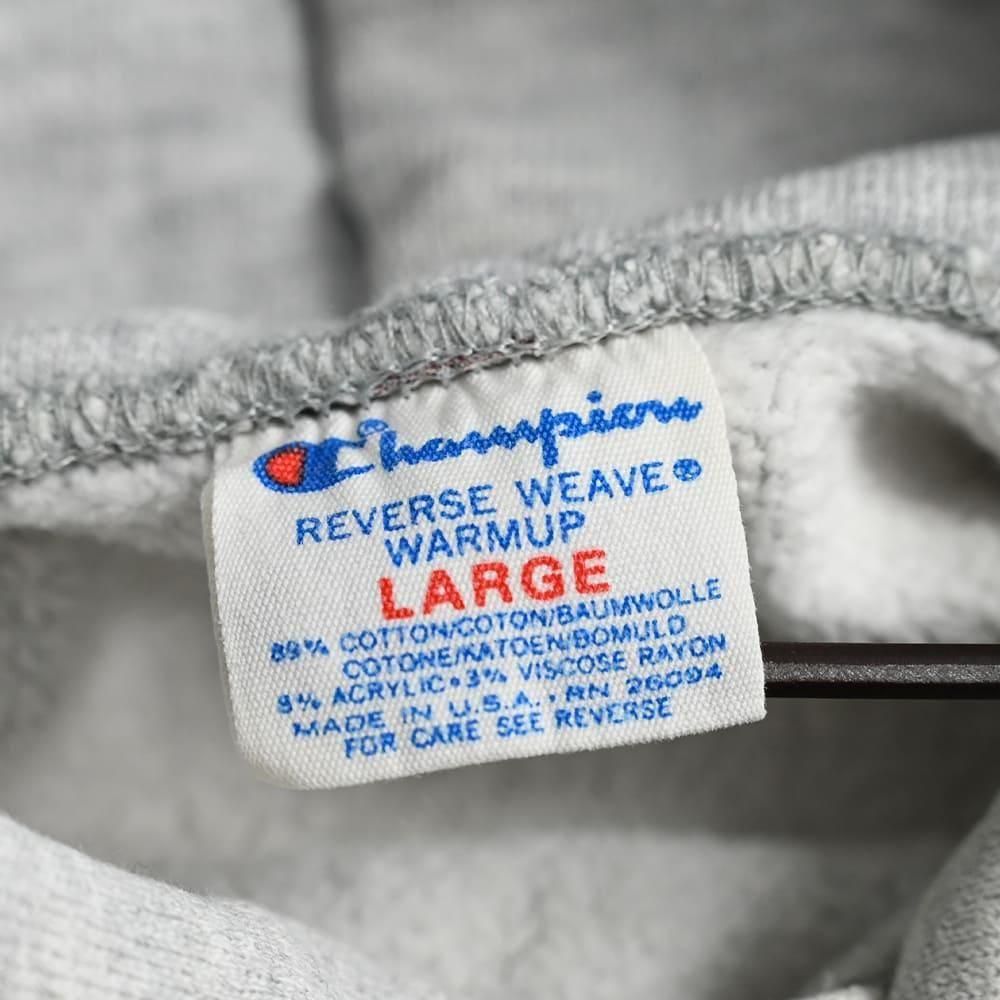 Champion
REVERSE WEAVE®
WARMUP
LARGE
89% COTTON/COTON/BAUMWOLLE
COTONE/KATOEN/BOMULD
8% ACRYLIC•3% VISCOSE RAYON
MADE IN U.S.A. • RN 26094
FOR CARE SEE REVERSE